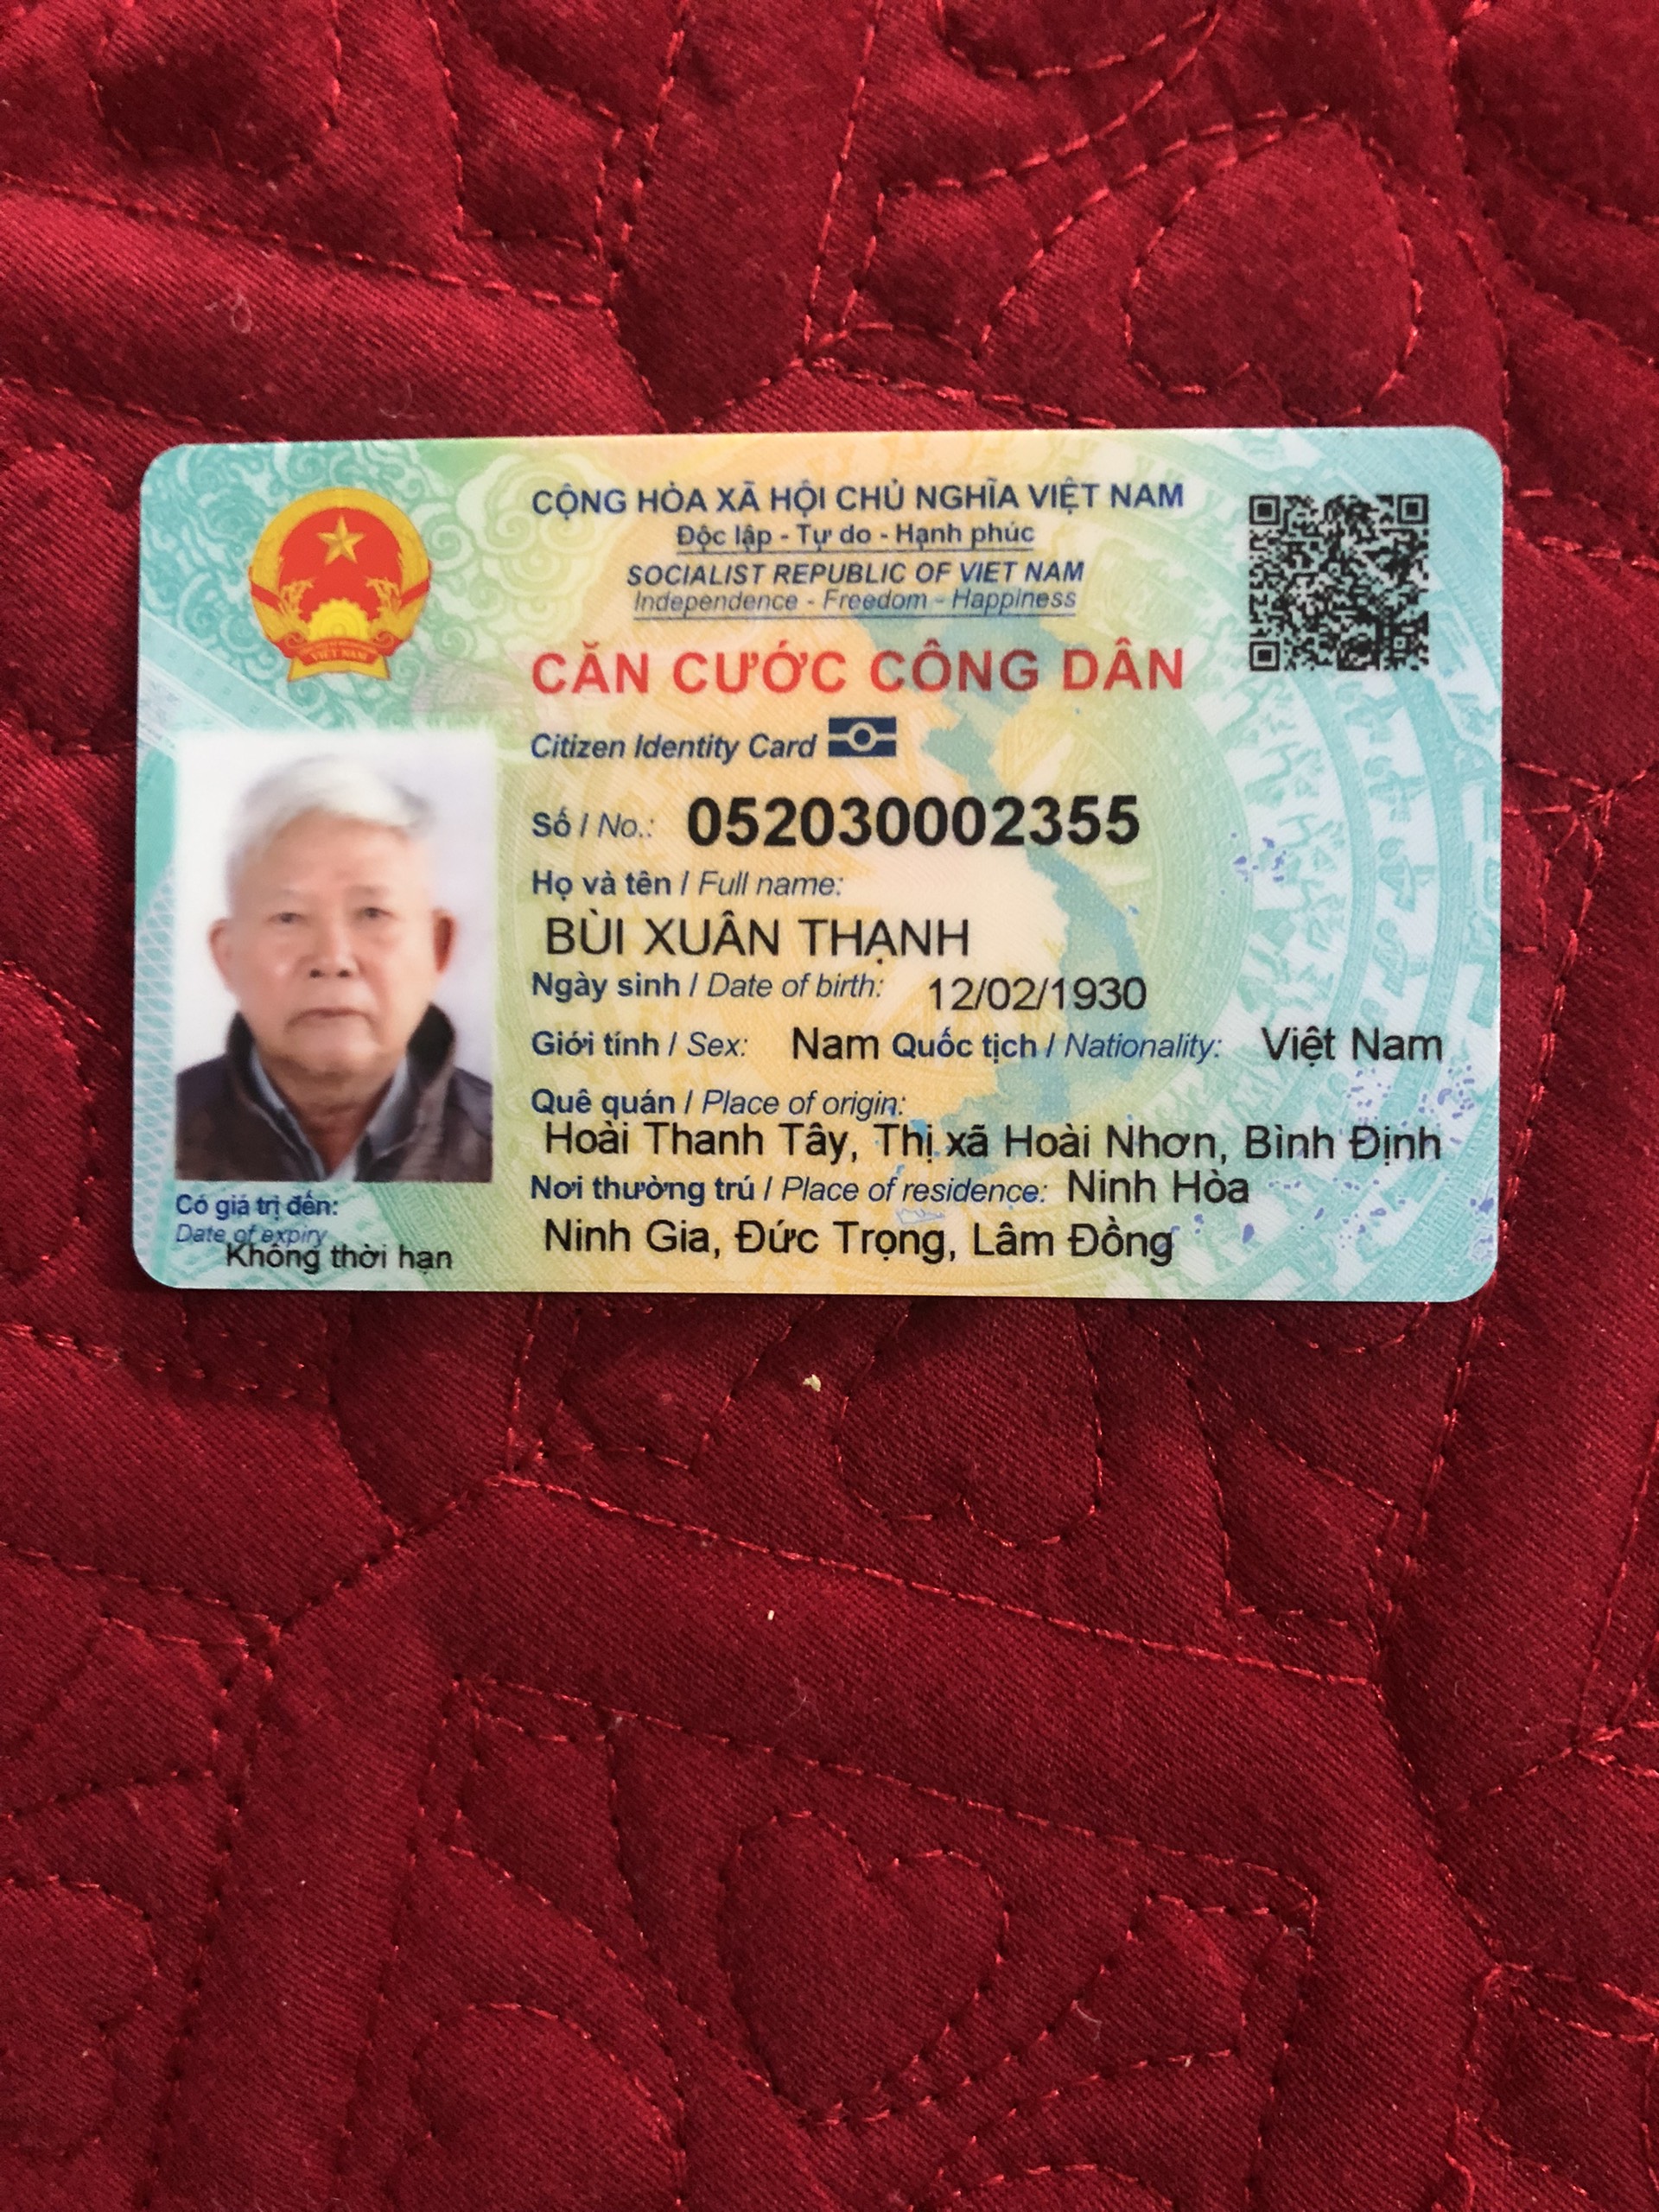 CỘNG HÒA XÃ HỘI CHỦ NGHĨA VIỆT NAM
Độc lập - Tự do - Hạnh phúc
SOCIALIST REPUBLIC OF VIET NAM
Independence - Freedom - Happiness
CĂN CƯỚC CÔNG DÂN
Citizen Identity Card
Số / No.: 052030002355
Họ và tên / Full name:
BÙI XUÂN THẠNH
Ngày sinh / Date of birth: 12/02/1930
Giới tính / Sex: Nam Quốc tịch / Nationality: Việt Nam
Quê quán / Place of origin:
Hoài Thanh Tây, Thị xã Hoài Nhơn, Bình Định
Nơi thường trú / Place of residence: Ninh Hòa
Ninh Gia, Đức Trọng, Lâm Đồng
Có giá trị đến:
Date of expiry
Không thời hạn
VIỆT NAM